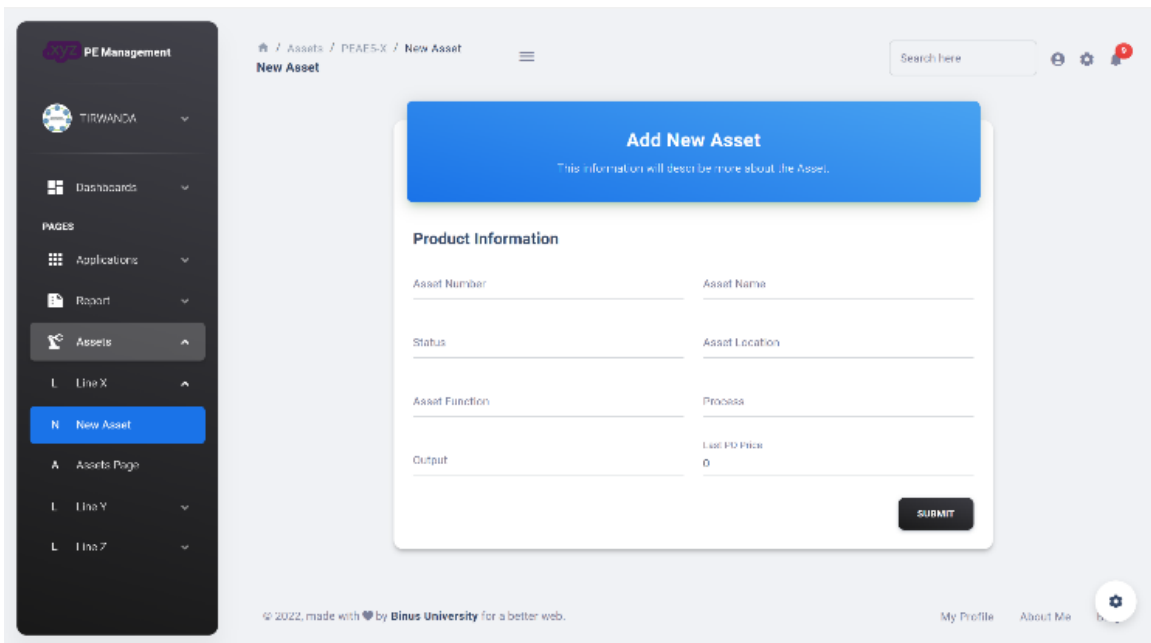 .xyz PE Management
TIRWANDA
Dashboards
PAGES
Applications
Report
Assets
L Line X
N New Asset
A Assets Page
L Line Y
L Line Z
/ Assets / PEAES-X / New Asset
New Asset
Search here
Add New Asset
This information will describe more about the Asset.
Product Information
Asset Number
Asset Name
Status
Asset Location
Asset Function
Process
Output
Last PO Price
0
SUBMIT
© 2022, made with by Binus University for a better web.
My Profile
About Me